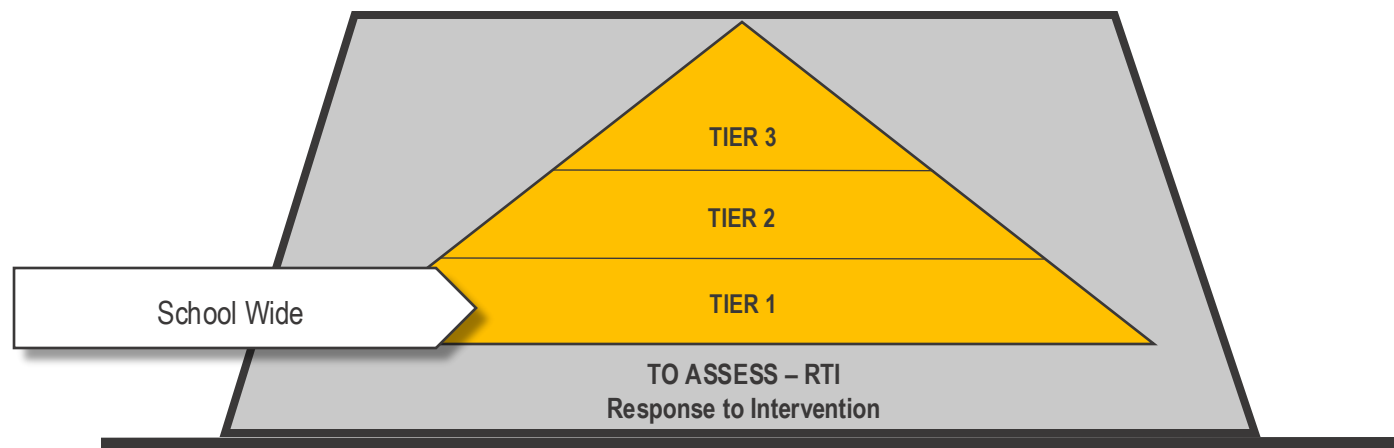 TIER 3
TIER 2
School Wide
TIER 1
TO ASSESS – RTI
Response to Intervention